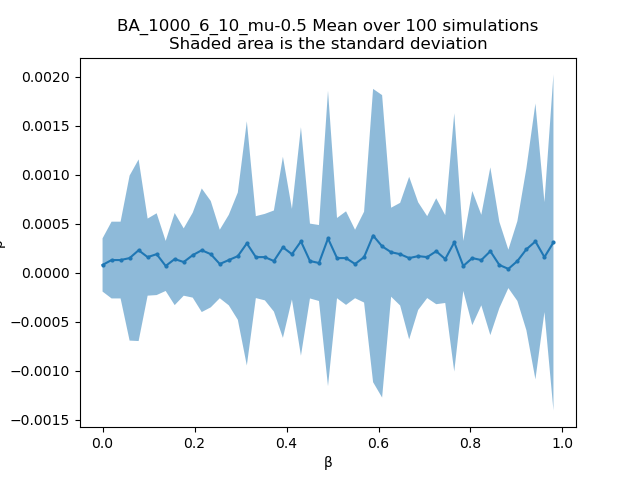 BA_1000_6_10_mu-0.5 Mean over 100 simulations
Shaded area is the standard deviation
0.0020
0.0015
0.0010
0.0005
0.0000
−0.0005
−0.0010
−0.0015
0.0 0.2 0.4 0.6 0.8 1.0
β